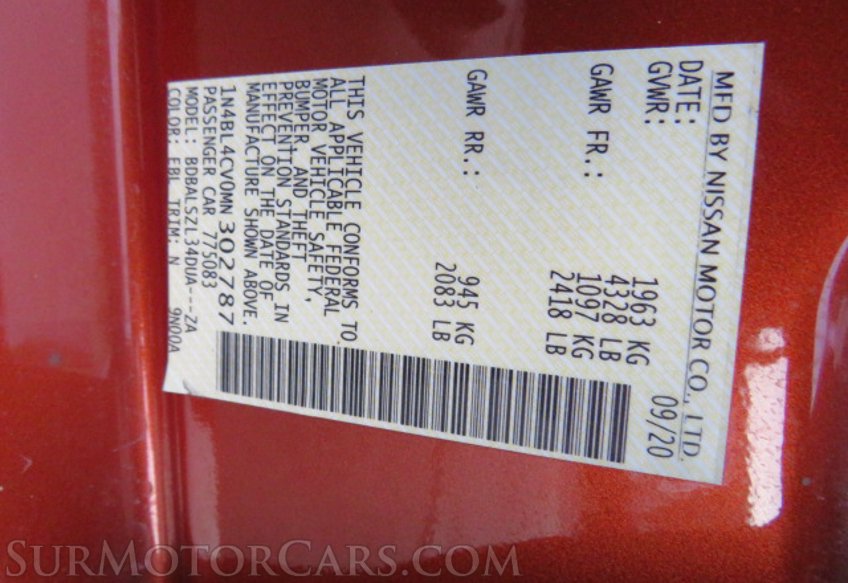 MFD BY NISSAN MOTOR CO., LTD.
DATE: 09/20
GVWR: 1963 KG
4328 LB
GAWR FR.: 1097 KG
2418 LB
GAWR RR.: 945 KG
2083 LB
THIS VEHICLE CONFORMS TO
ALL APPLICABLE FEDERAL
MOTOR VEHICLE SAFETY,
BUMPER, AND THEFT
PREVENTION STANDARDS IN
EFFECT ON THE DATE OF
MANUFACTURE SHOWN ABOVE.
1N4BL4CV0MN302787
PASSENGER CAR 775083
MODEL: BDBALSZL34DUA---ZA
COLOR: EBL TRIM: N 9N00A
SURMOTORCARS.COM